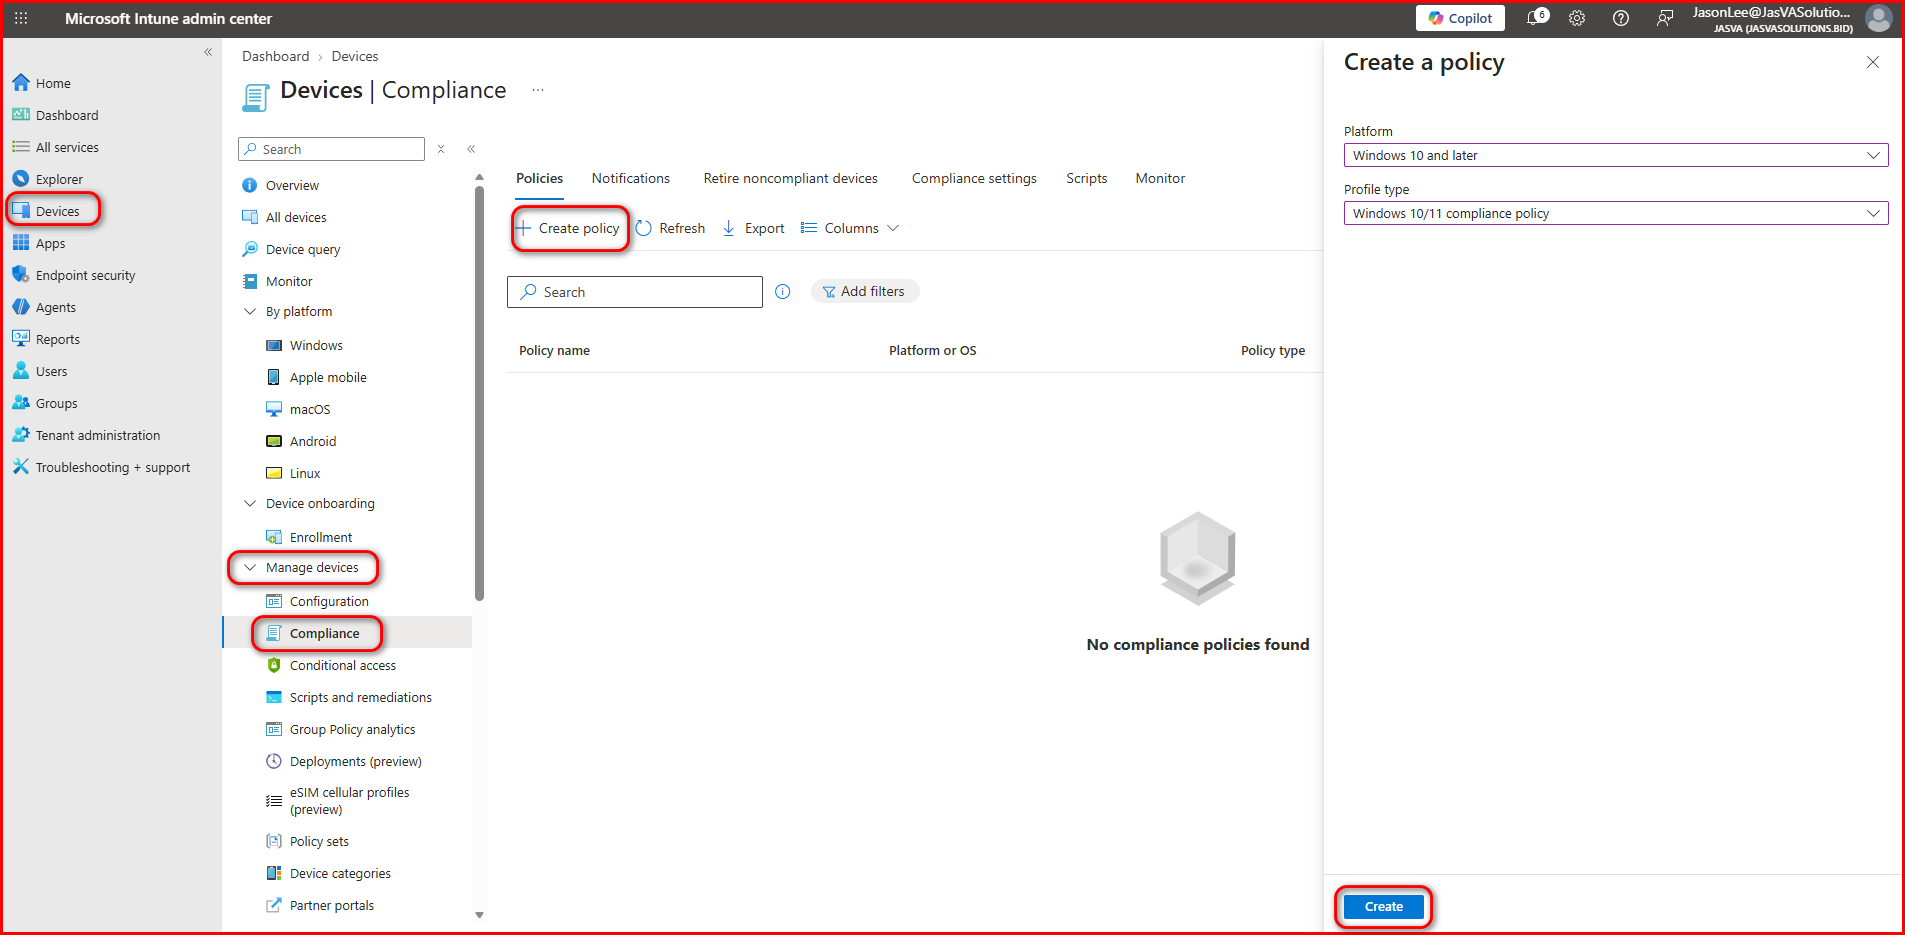 Microsoft Intune admin center
Copilot
6
JasonLee@JasVASolutio...
JASVA (JASVASOLUTIONS.BID)
Home
Dashboard
All services
Explorer
Devices
Apps
Endpoint security
Agents
Reports
Users
Groups
Tenant administration
Troubleshooting + support
Dashboard > Devices
Devices | Compliance ...
Search
Overview
All devices
Device query
Monitor
By platform
Windows
Apple mobile
macOS
Android
Linux
Device onboarding
Enrollment
Manage devices
Configuration
Compliance
Conditional access
Scripts and remediations
Group Policy analytics
Deployments (preview)
eSIM cellular profiles
(preview)
Policy sets
Device categories
Partner portals
Policies Notifications Retire noncompliant devices Compliance settings Scripts Monitor
Create policy Refresh Export Columns
Search Add filters
Policy name Platform or OS Policy type
No compliance policies found
Create a policy
Platform
Windows 10 and later
Profile type
Windows 10/11 compliance policy
Create